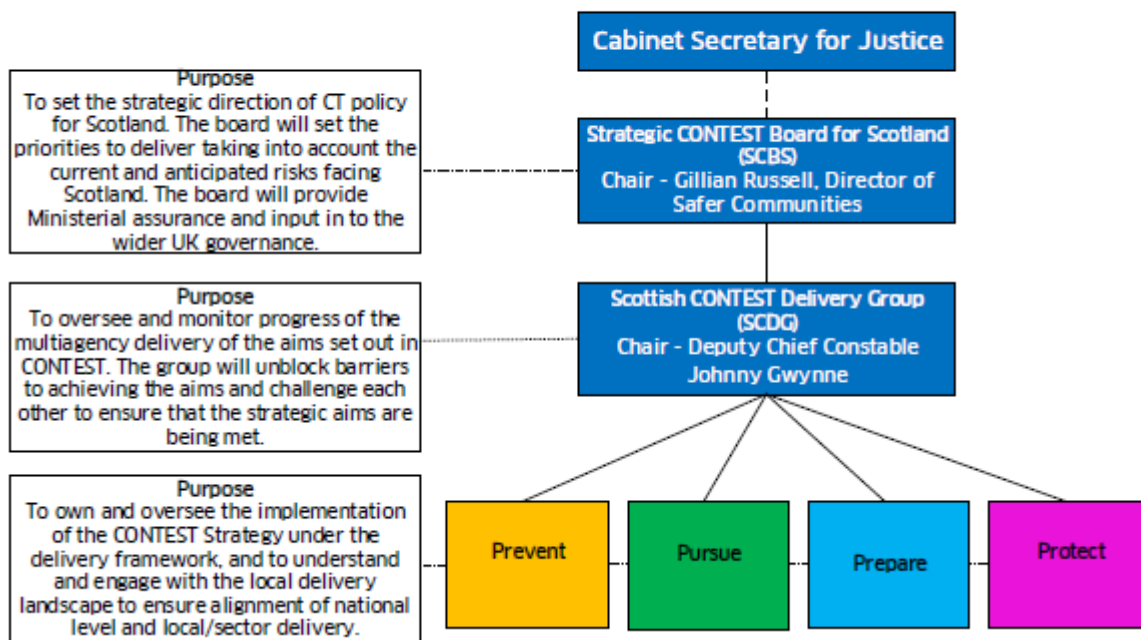 Cabinet Secretary for Justice
Purpose
To set the strategic direction of CT policy
for Scotland. The board will set the
priorities to deliver taking into account the
current and anticipated risks facing
Scotland. The board will provide
Ministerial assurance and input in to the
wider UK governance.
Strategic CONTEST Board for Scotland
(SCBS)
Chair - Gillian Russell, Director of
Safer Communities
Purpose
To oversee and monitor progress of the
multiagency delivery of the aims set out in
CONTEST. The group will unblock barriers
to achieving the aims and challenge each
other to ensure that the strategic aims are
being met.
Scottish CONTEST Delivery Group
(SCDG)
Chair - Deputy Chief Constable
Johnny Gwynne
Purpose
To own and oversee the implementation
of the CONTEST Strategy under the
delivery framework, and to understand
and engage with the local delivery
landscape to ensure alignment of national
level and local/sector delivery.
Prevent
Pursue
Prepare
Protect